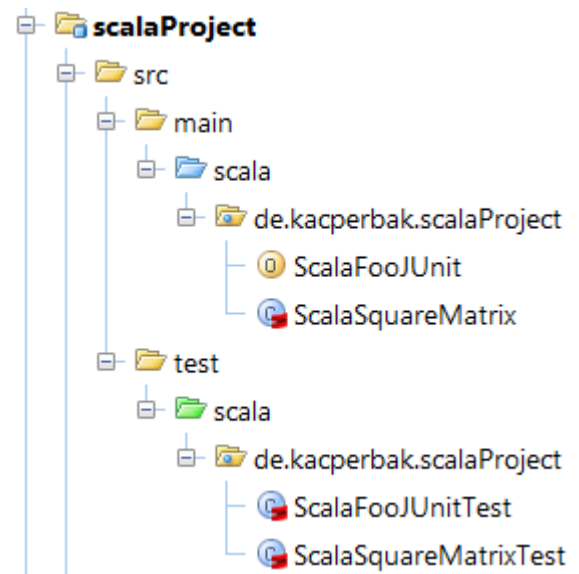 scalaProject
src
main
scala
de.kacperbak.scalaProject
ScalaFooJUnit
ScalaSquareMatrix
test
scala
de.kacperbak.scalaProject
ScalaFooJUnitTest
ScalaSquareMatrixTest